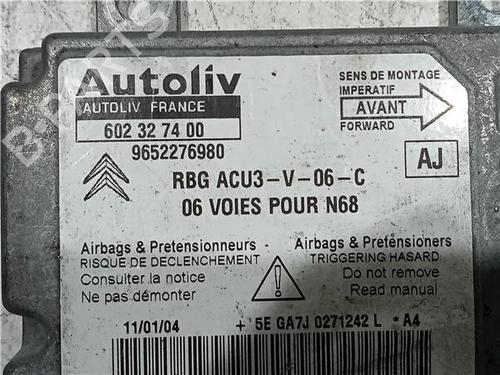 Autoliv
AUTOLIV FRANCE
602 32 74 00
9652276980
SENS DE MONTAGE
IMPERATIF
AVANT
FORWARD
AJ
RBG ACU3-V-06-C
06 VOIES POUR N68
Airbags & Pretensionneurs
RISQUE DE DECLENCHEMENT
Consulter la notice
Ne pas démonter
Airbags & Pretensioners
TRIGGERING HASARD
Do not remove
Read manual
11/01/04 + 5E GA7J 0271242 L * A4
B-PARTS